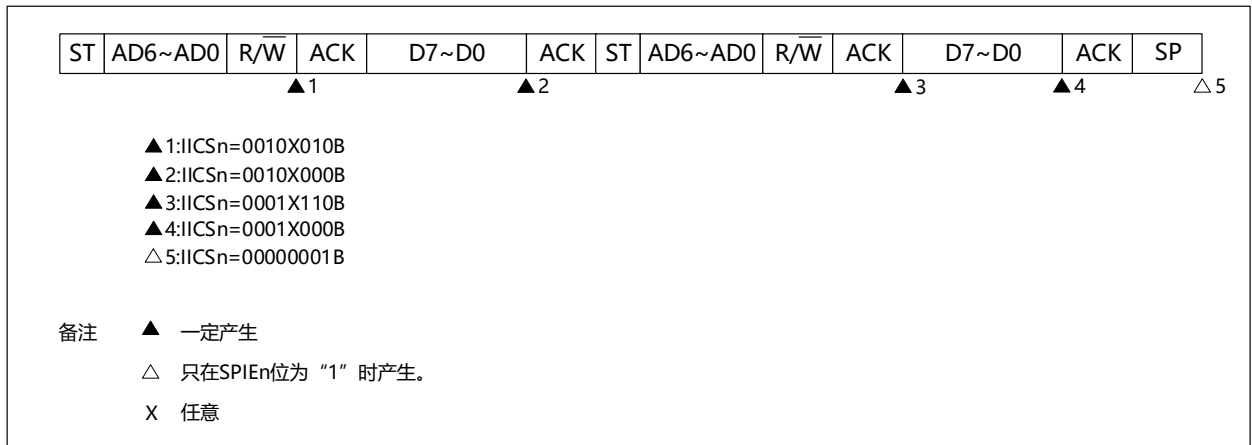 ST AD6~AD0 R/W ACK D7~D0 ACK ST AD6~AD0 R/W ACK D7~D0 ACK SP
▲1 ▲2 ▲3 ▲4 △5
▲1:IICSn=0010X010B
▲2:IICSn=0010X000B
▲3:IICSn=0001X110B
▲4:IICSn=0001X000B
△5:IICSn=00000001B
备注 ▲ 一定产生
△ 只在SPIEn位为“1”时产生。
X 任意